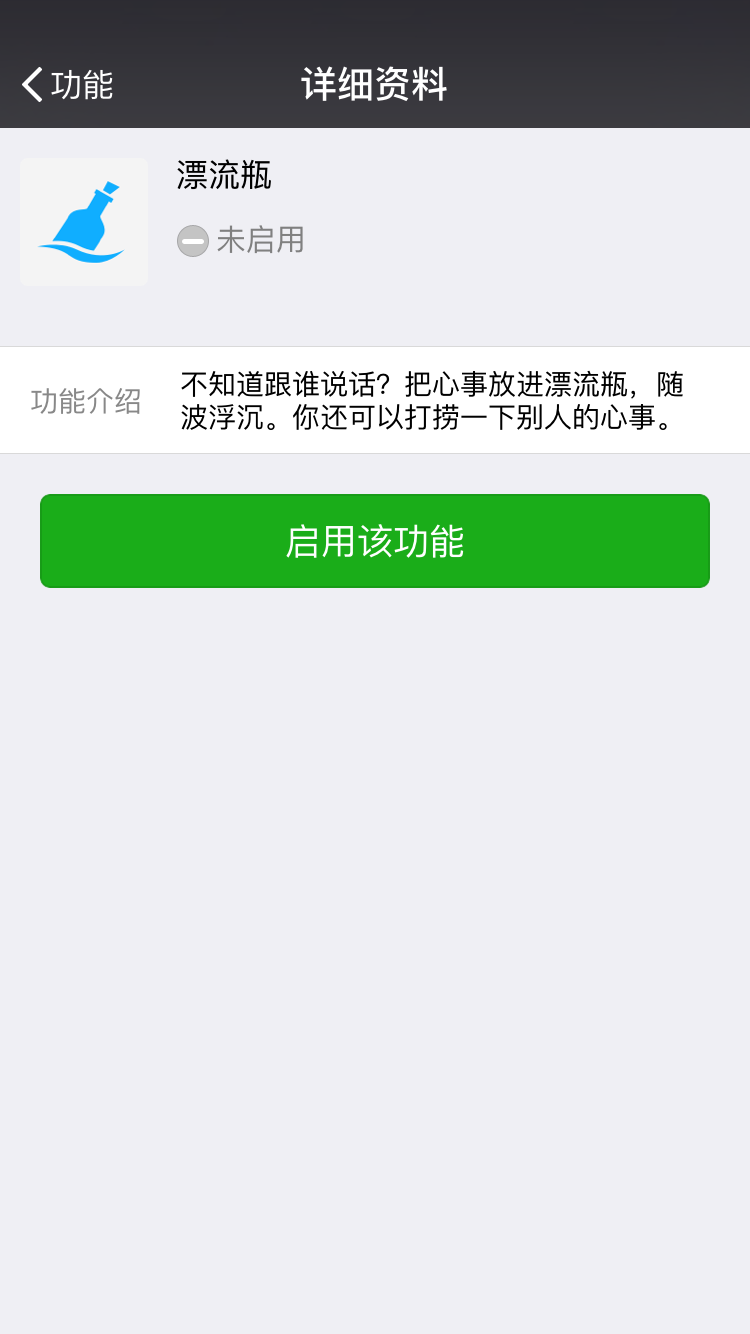 功能
详细资料
漂流瓶
未启用
功能介绍
不知道跟谁说话？把心事放进漂流瓶，随
波浮沉。你还可以打捞一下别人的心事。
启用该功能